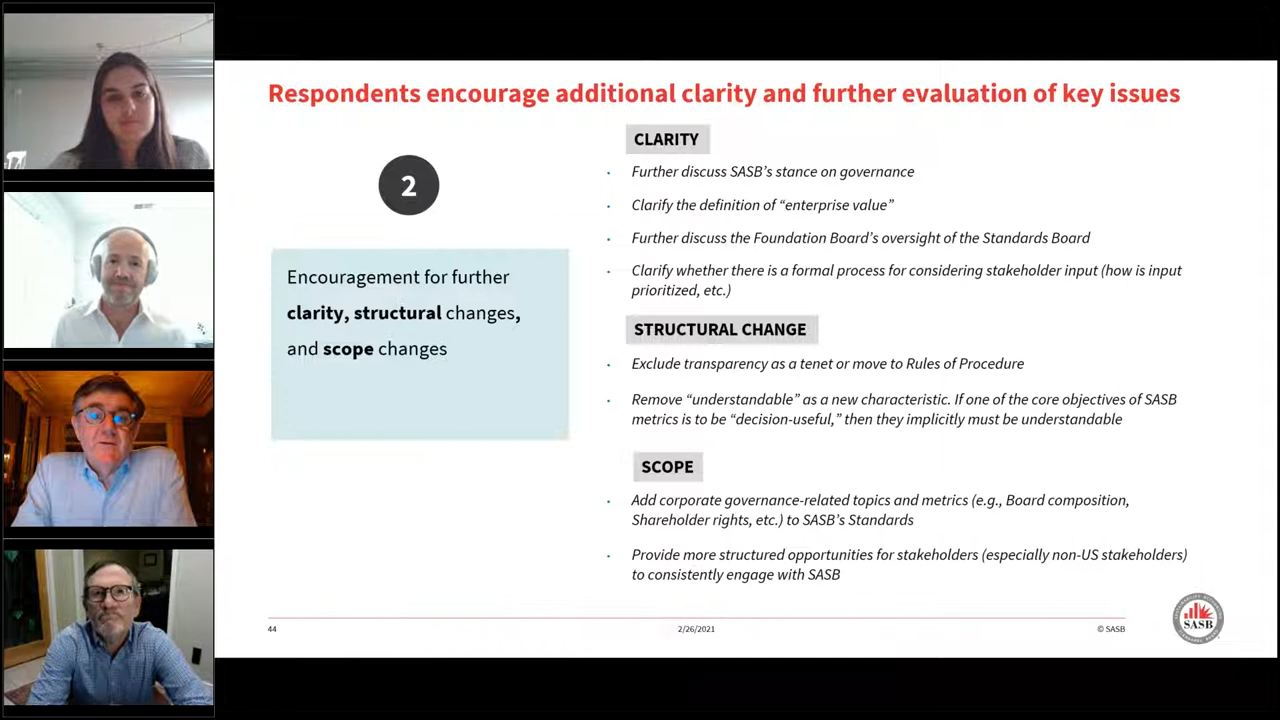 Respondents encourage additional clarity and further evaluation of key issues
2
Encouragement for further
clarity, structural changes,
and scope changes
CLARITY
Further discuss SASB’s stance on governance
Clarify the definition of “enterprise value”
Further discuss the Foundation Board’s oversight of the Standards Board
Clarify whether there is a formal process for considering stakeholder input (how is input
prioritized, etc.)
STRUCTURAL CHANGE
Exclude transparency as a tenet or move to Rules of Procedure
Remove “understandable” as a new characteristic. If one of the core objectives of SASB
metrics is to be “decision-useful,” then they implicitly must be understandable
SCOPE
Add corporate governance-related topics and metrics (e.g., Board composition,
Shareholder rights, etc.) to SASB’s Standards
Provide more structured opportunities for stakeholders (especially non-US stakeholders)
to consistently engage with SASB
44
2/26/2021
© SASB
SASB